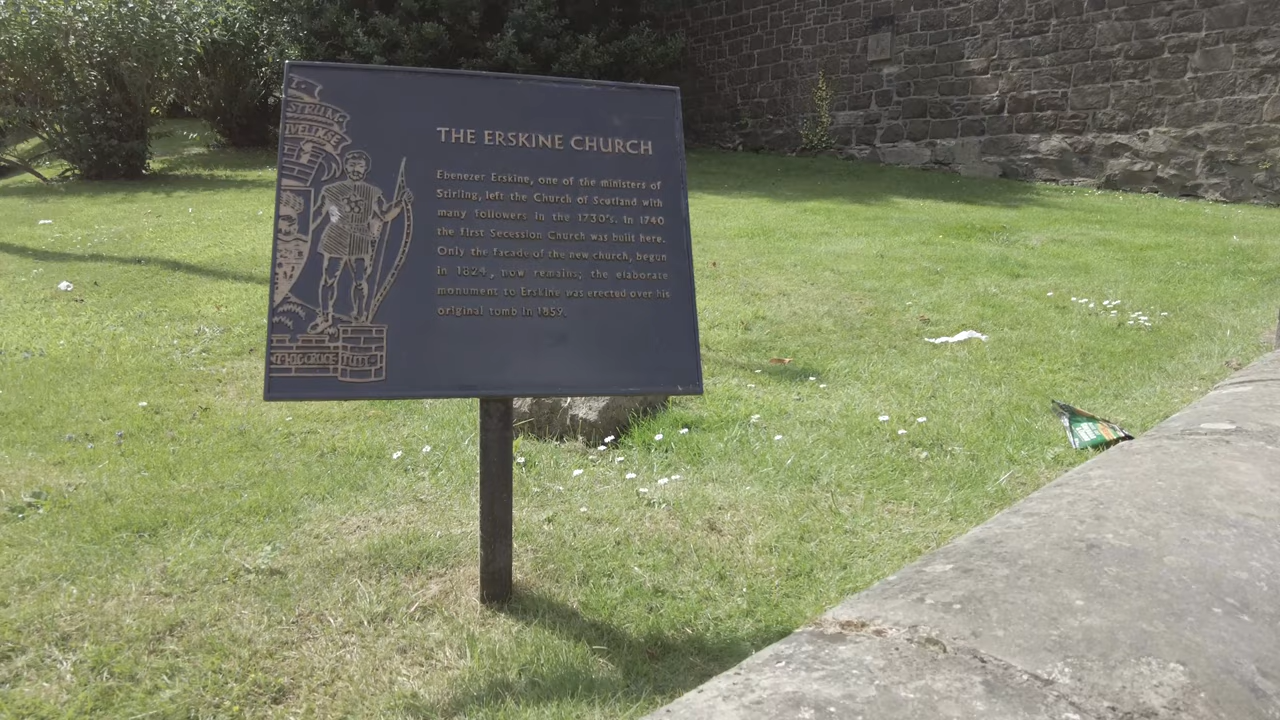 THE ERSKINE CHURCH
Ebenezer Erskine, one of the ministers of
Stirling, left the Church of Scotland with
many followers in the 1730's. In 1740
the first Secession Church was built here.
Only the facade of the new church, begun
in 1824, now remains; the elaborate
monument to Erskine was erected over his
original tomb in 1859.